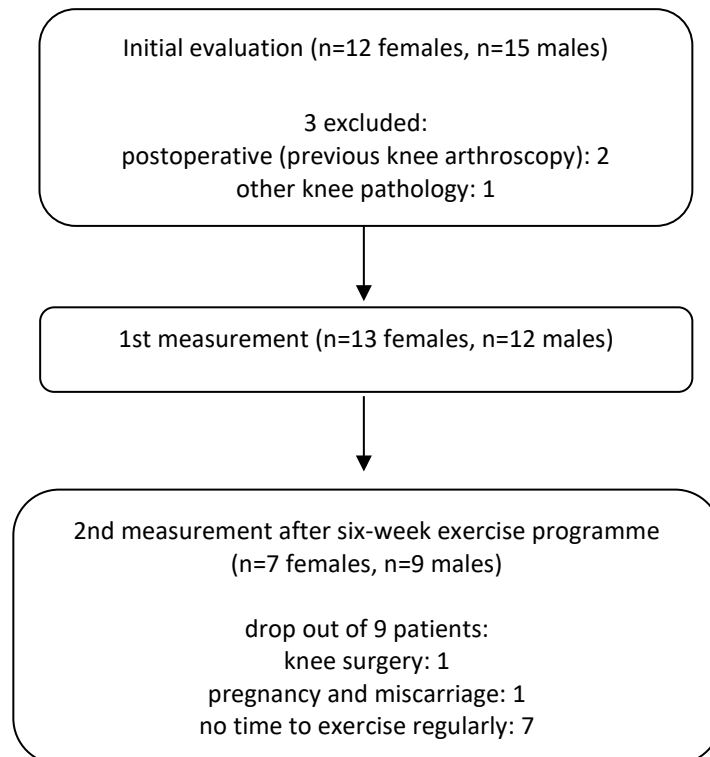 Initial evaluation (n=12 females, n=15 males)
3 excluded:
postoperative (previous knee arthroscopy): 2
other knee pathology: 1
1st measurement (n=13 females, n=12 males)
2nd measurement after six-week exercise programme
(n=7 females, n=9 males)
drop out of 9 patients:
knee surgery: 1
pregnancy and miscarriage: 1
no time to exercise regularly: 7